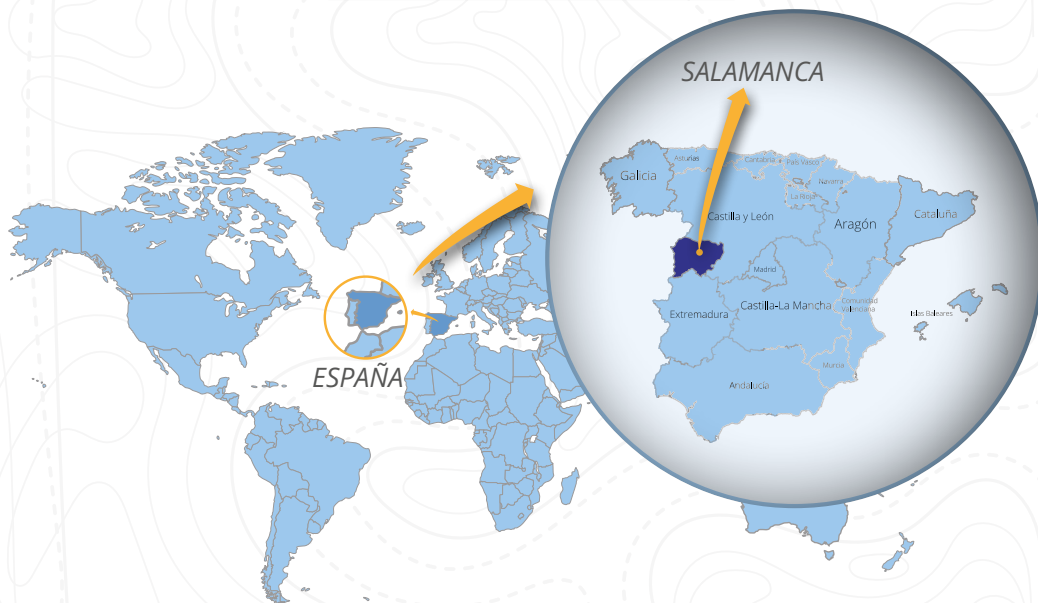 SALAMANCA
Asturias
Cantabria
País Vasco
Galicia
Navarra
La Rioja
Castilla y León
Cataluña
Aragón
Madrid
Castilla-La Mancha
Comunidad
Valenciana
Extremadura
Islas Baleares
Murcia
Andalucía
ESPAÑA